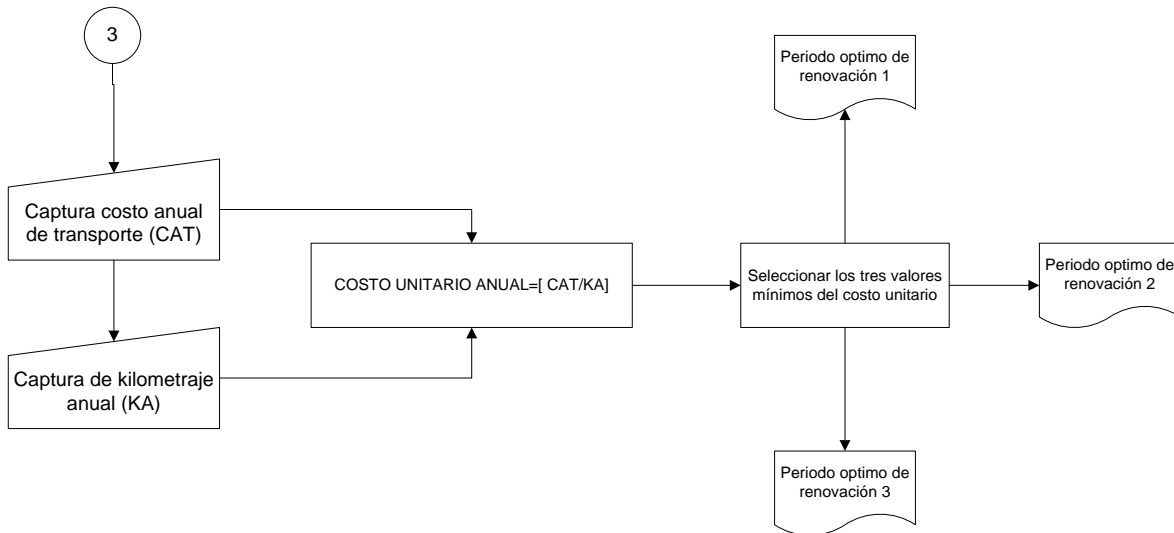 3
Captura costo anual
de transporte (CAT)
Captura de kilometraje
anual (KA)
COSTO UNITARIO ANUAL=[ CAT/KA]
Seleccionar los tres valores
mínimos del costo unitario
Periodo optimo de
renovación 1
Periodo optimo de
renovación 2
Periodo optimo de
renovación 3